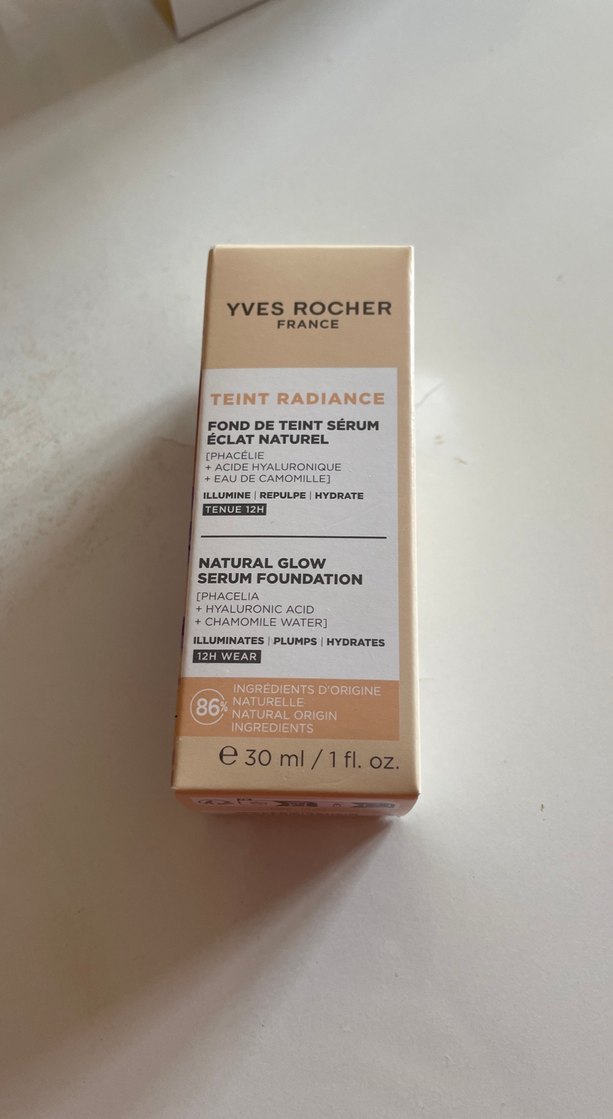 YVES ROCHER
FRANCE
TEINT RADIANCE
FOND DE TEINT SÉRUM
ÉCLAT NATUREL
[PHACÉLIE
+ ACIDE HYALURONIQUE
+ EAU DE CAMOMILLE]
ILLUMINE | REPULPE | HYDRATE
TENUE 12H
NATURAL GLOW
SERUM FOUNDATION
[PHACELIA
+ HYALURONIC ACID
+ CHAMOMILE WATER]
ILLUMINATES | PLUMPS | HYDRATES
12H WEAR
86%
INGRÉDIENTS D'ORIGINE
NATURELLE
NATURAL ORIGIN
INGREDIENTS
e 30 ml / 1 fl. oz.